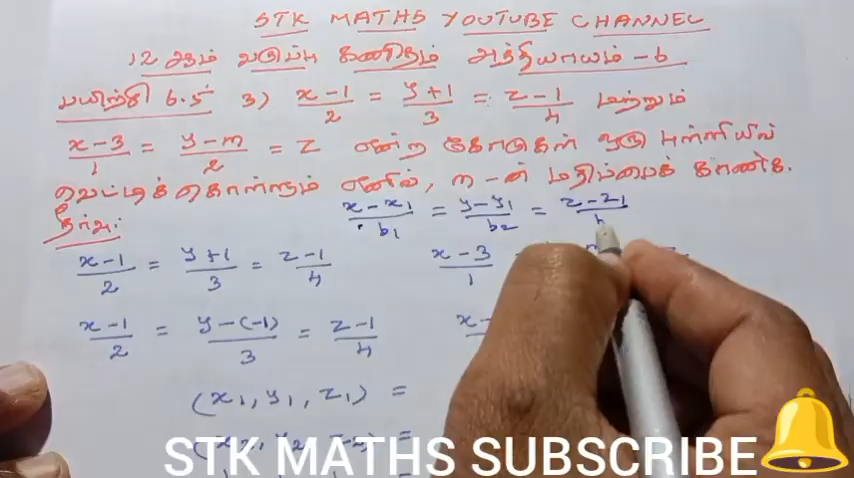 STK MATHS YOUTUBE CHANNEL
12 ஆம் வகுப்பு கணிதம் அத்தியாயம் - 6
பயிற்சி 6.5 3) x-1/2 = y+1/3 = z-1/4 மற்றும்
x-3/1 = y-m/2 = z என்ற கோடுகள் ஒரு புள்ளியில்
வெட்டிக் கொள்ளும் எனில், m-ன் மதிப்பைக் காண்க.
தீர்வு: x-x₁/b₁ = y-y₁/b₂ = z-z₁/b
x-1/2 = y+1/3 = z-1/4 x-3/1
x-1/2 = y-(-1)/3 = z-1/4 x-
(x₁, y₁, z₁) =
STK MATHS SUBSCRIBE